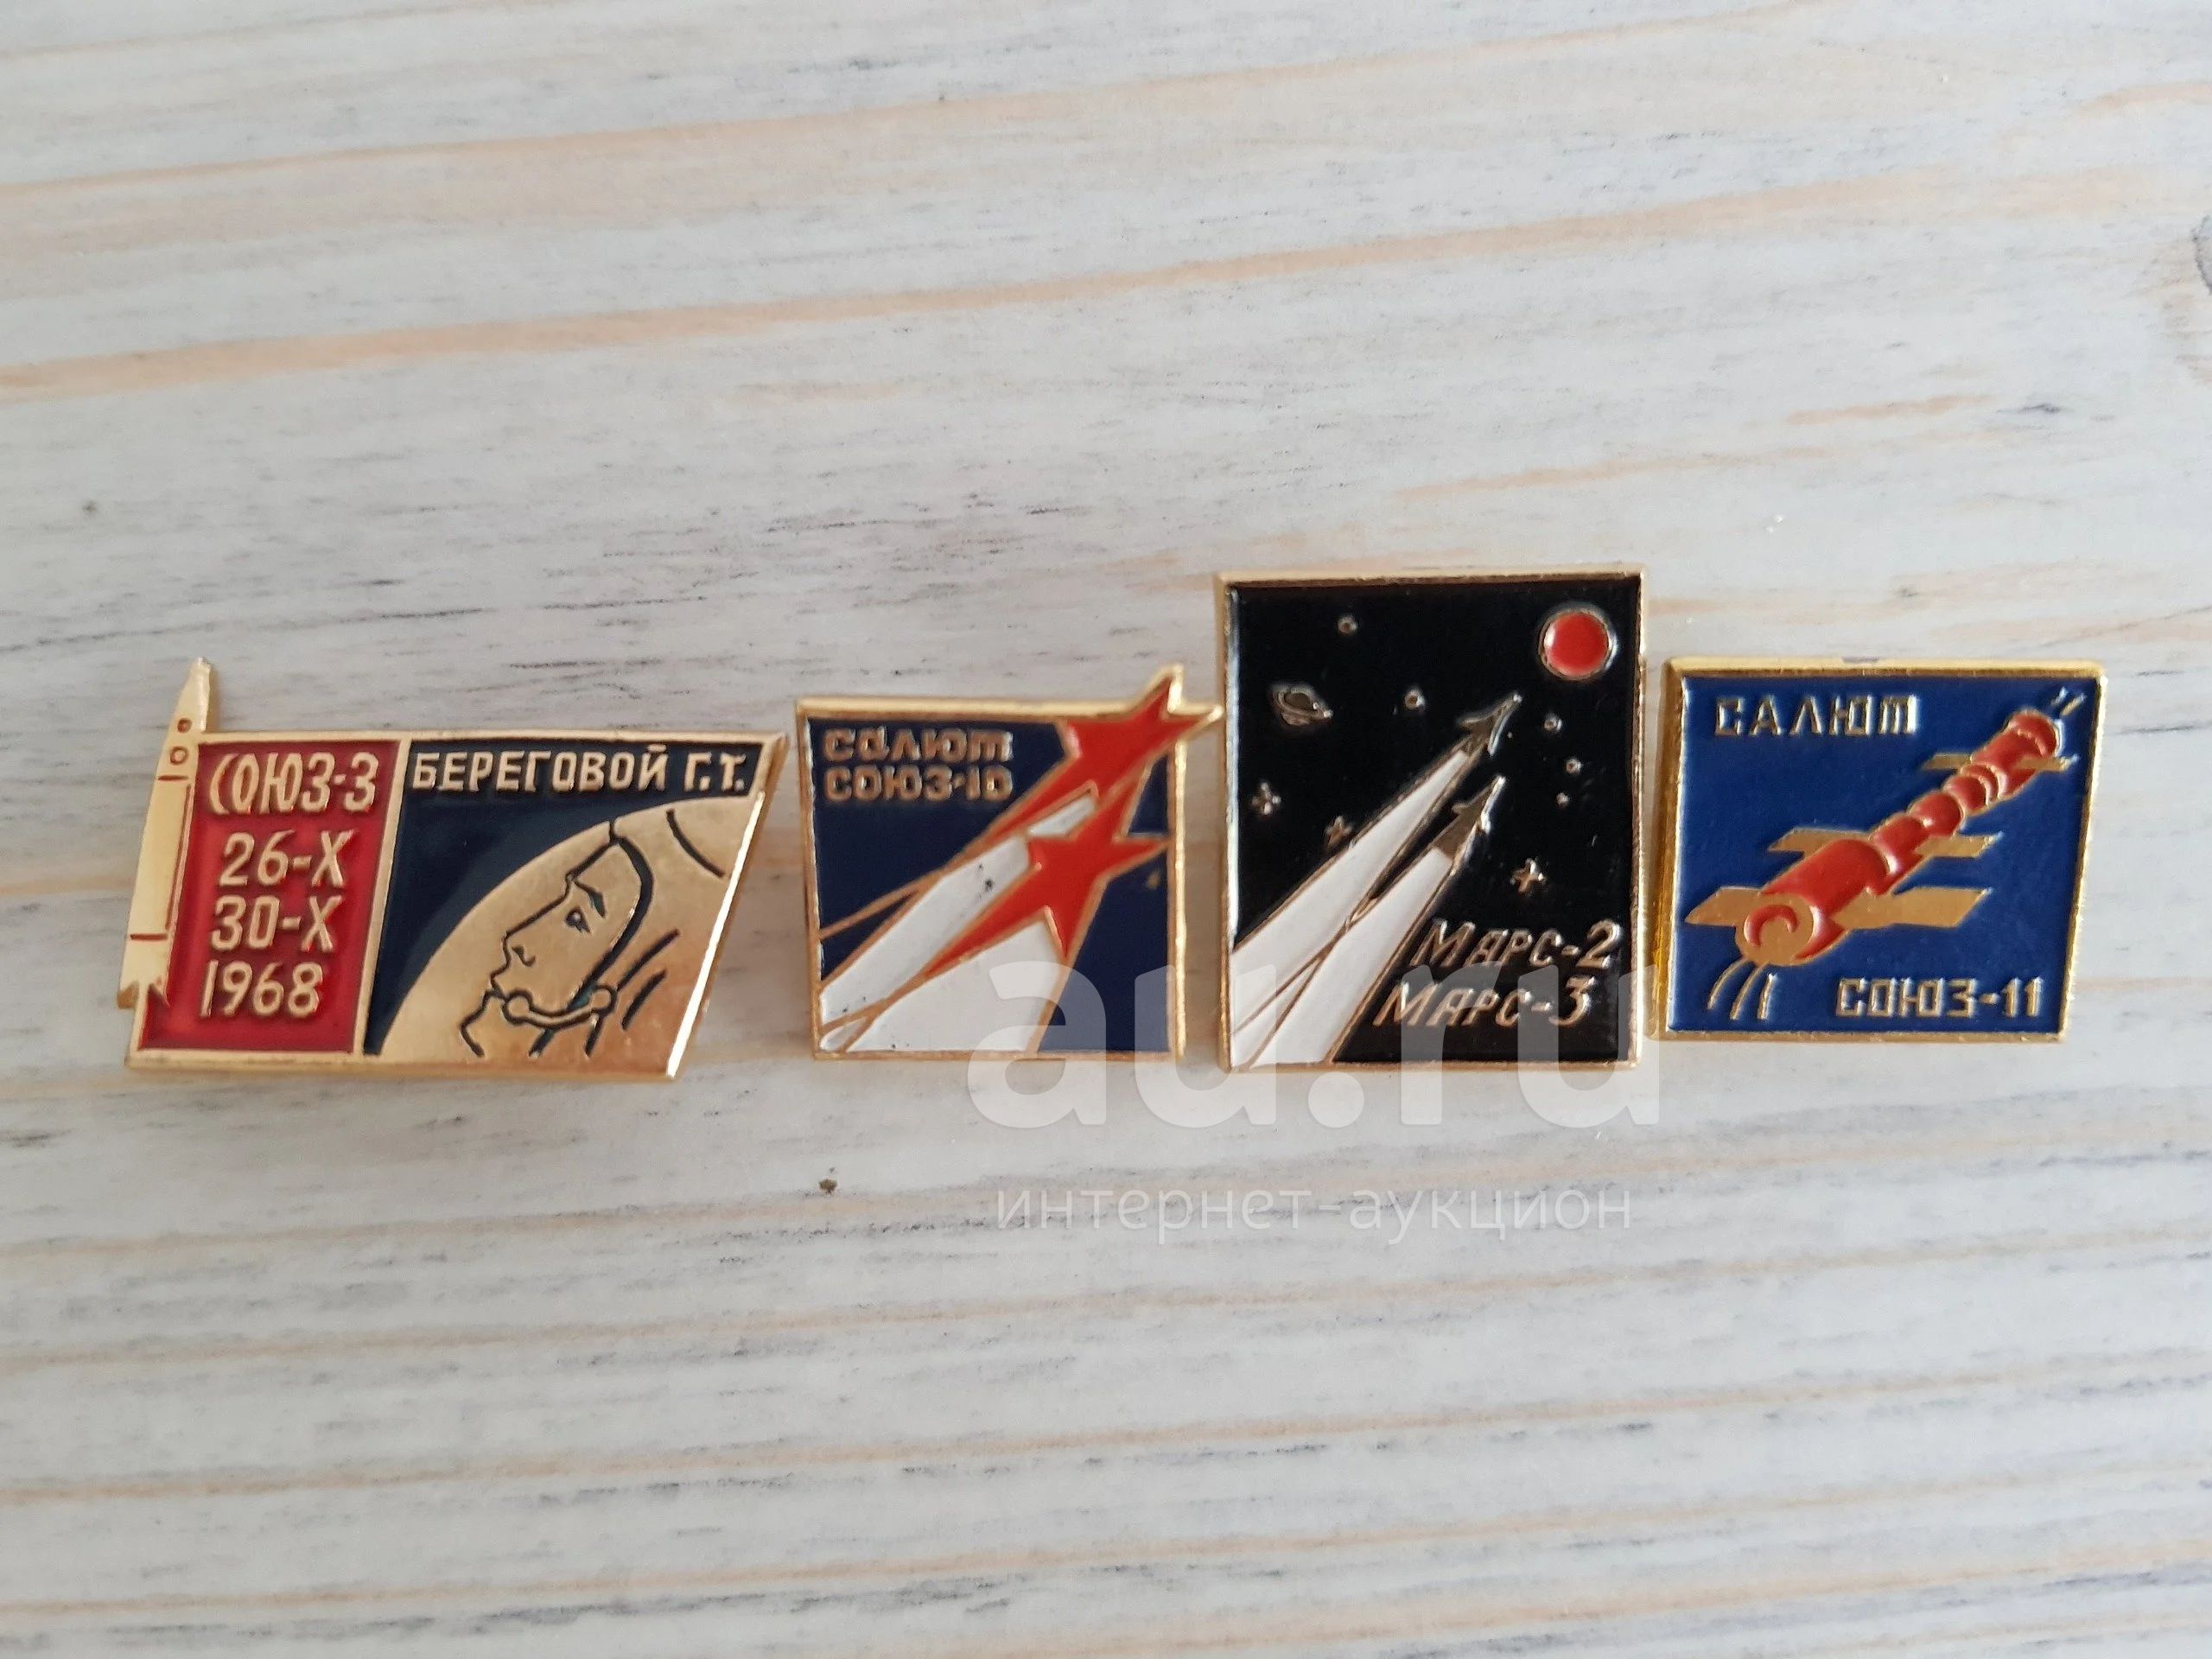 СОЮЗ-3
26-X
30-X
1968
БЕРЕГОВОЙ Г.Т.
САЛЮТ
СОЮЗ-10
МАРС-2
МАРС-3
САЛЮТ
СОЮЗ-11
au.ru
интернет-аукцион